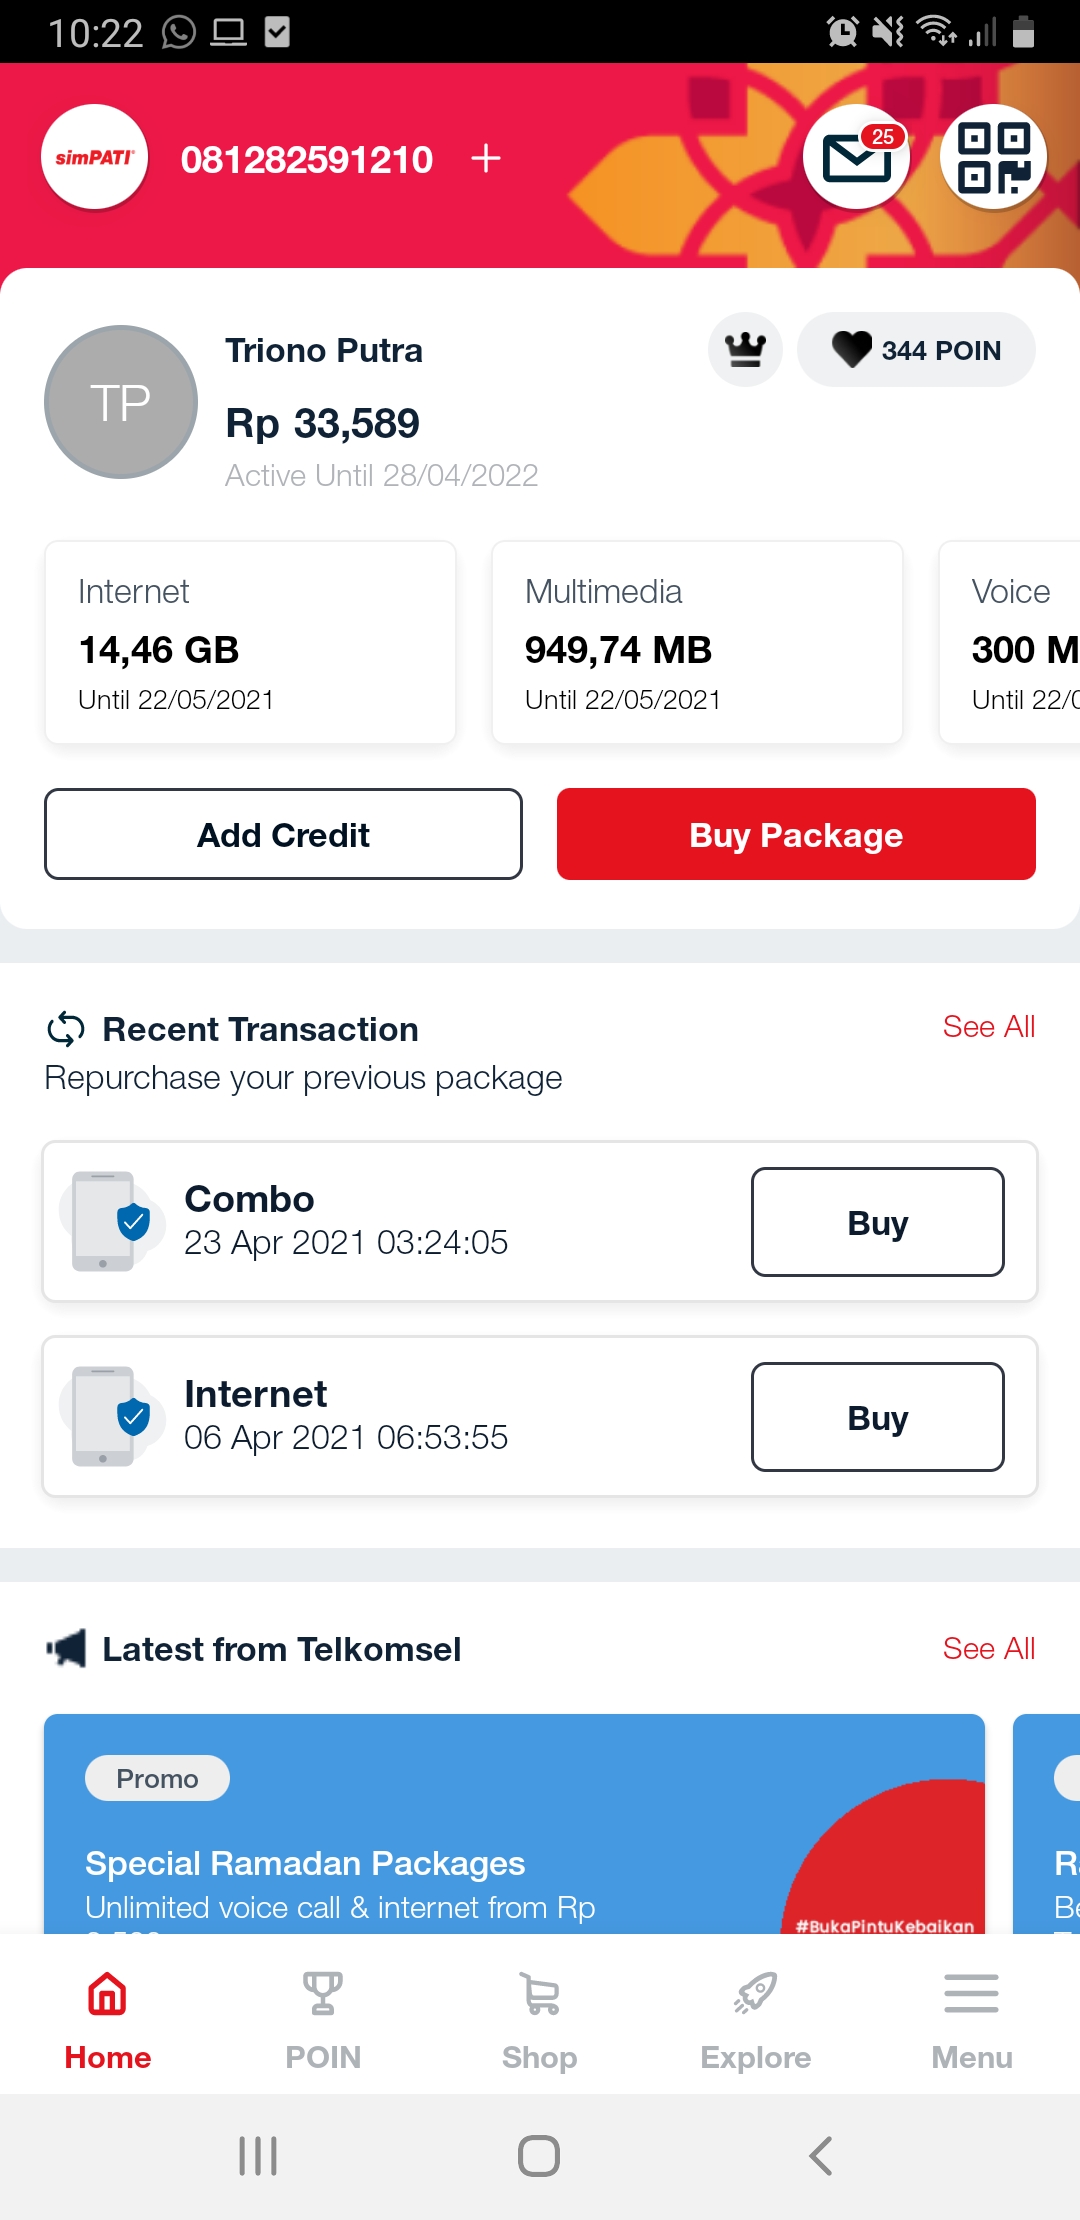 10:22
simPATI
081282591210 +
25
Triono Putra
344 POIN
TP
Rp 33,589
Active Until 28/04/2022
Internet
14,46 GB
Until 22/05/2021
Multimedia
949,74 MB
Until 22/05/2021
Voice
300 M
Until 22/0
Add Credit
Buy Package
Recent Transaction
See All
Repurchase your previous package
Combo
23 Apr 2021 03:24:05
Buy
Internet
06 Apr 2021 06:53:55
Buy
Latest from Telkomsel
See All
Promo
Special Ramadan Packages
Unlimited voice call & internet from Rp
#BukaPintuKebaikan
R
Be
Home
POIN
Shop
Explore
Menu